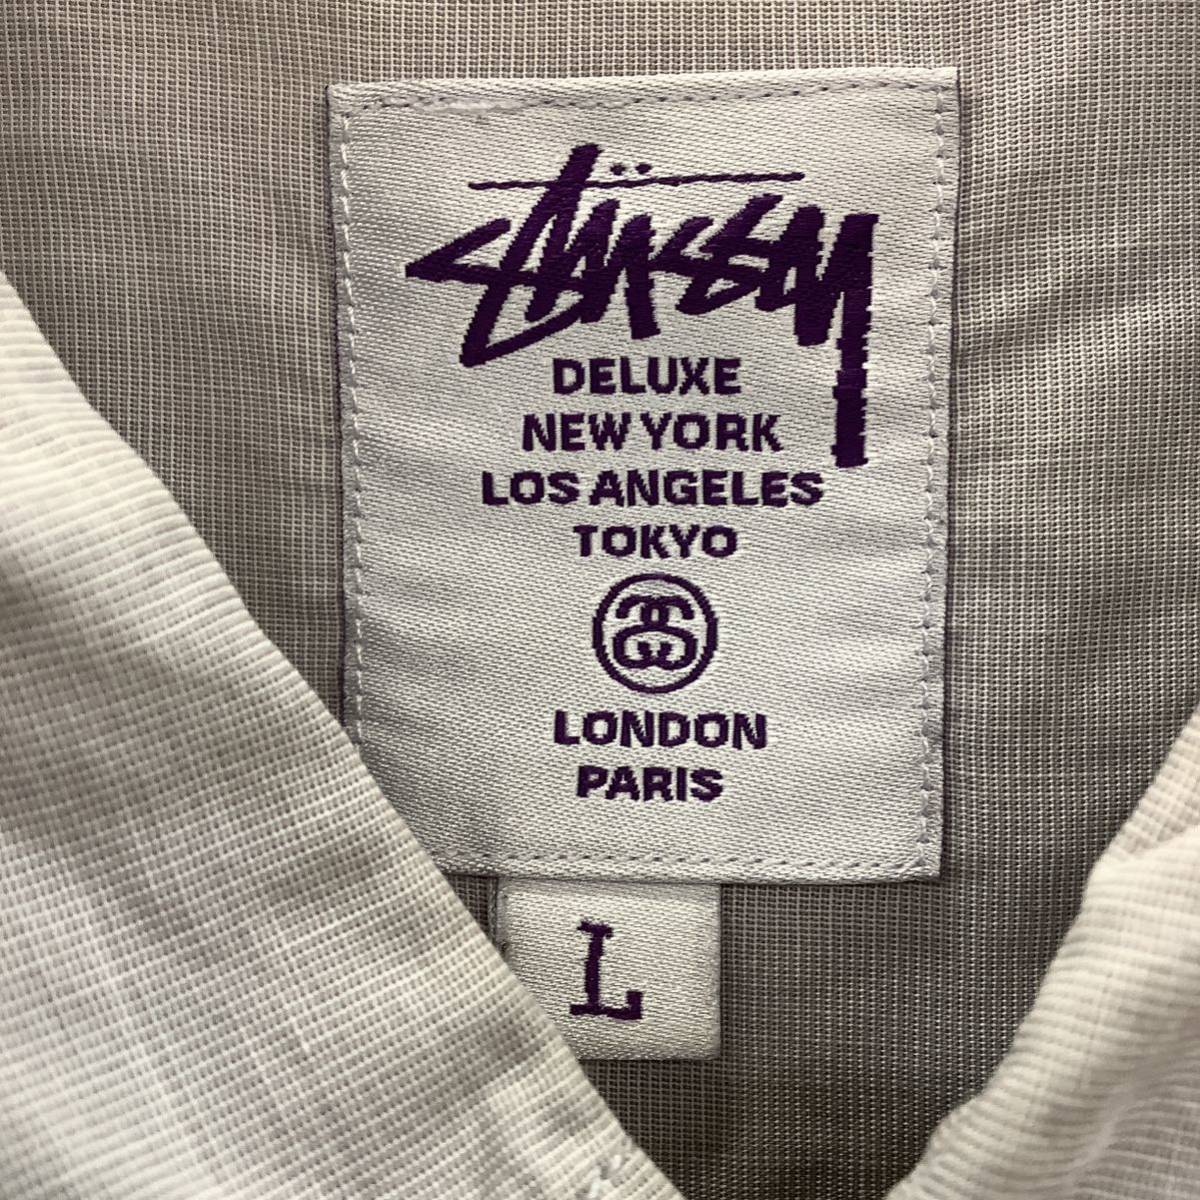 STÜSSY
DELUXE
NEW YORK
LOS ANGELES
TOKYO
LONDON
PARIS
L